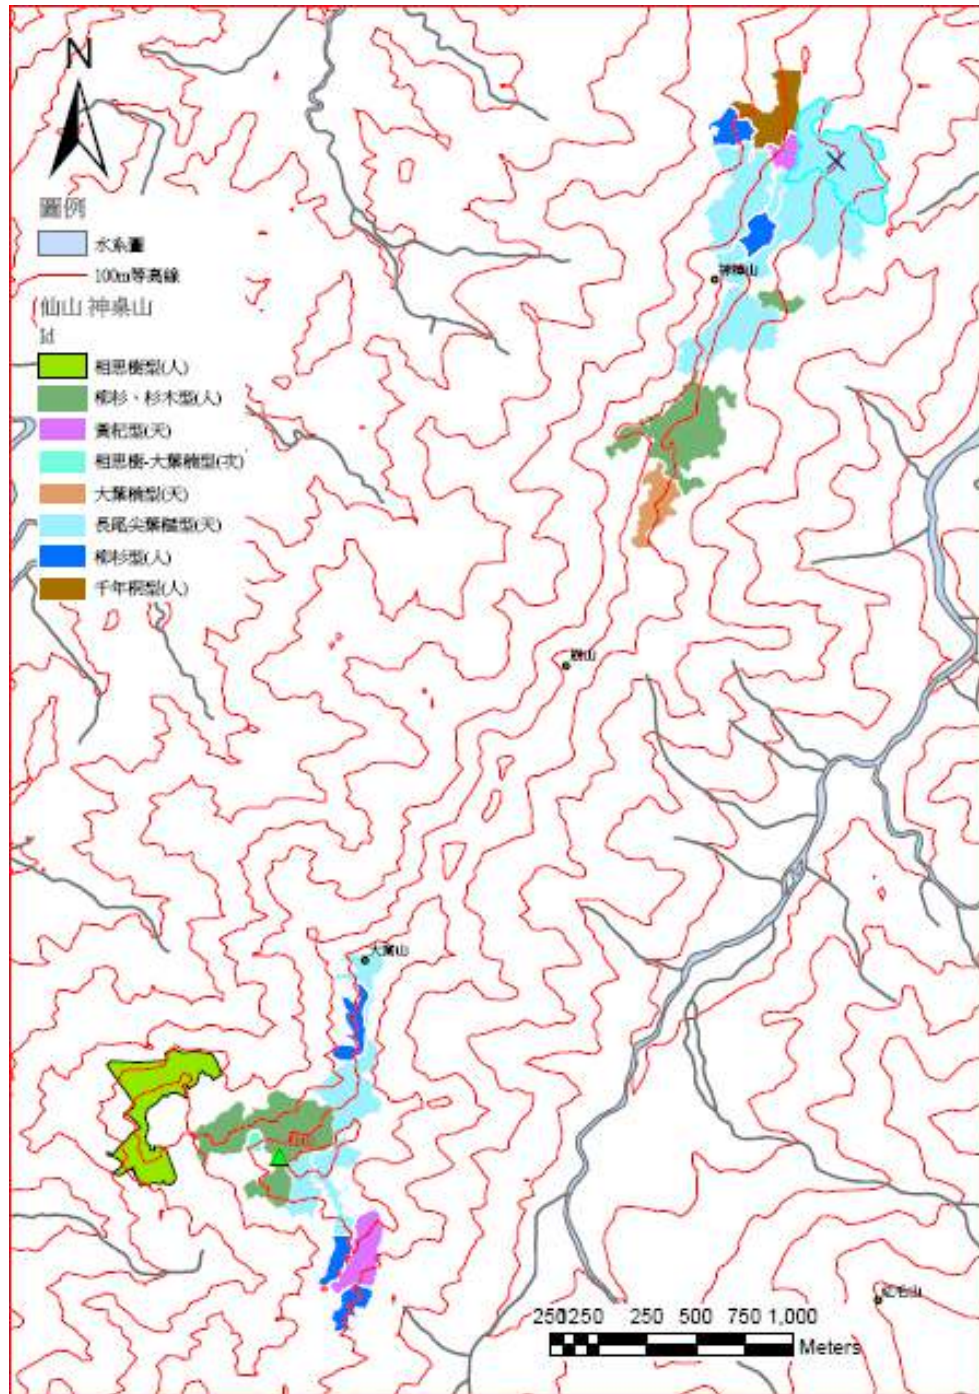 N
圖例
水系圖
100m等高線
仙山 神桌山
Id
相思樹型(人)
柳杉、杉木型(人)
黃杞型(天)
相思樹-大葉楠型(次)
大葉楠型(天)
長尾尖葉櫧型(天)
柳杉型(人)
千年桐型(人)
神桌山
大窩山
仙山
紅毛山
250 250 250 500 750 1,000
Meters